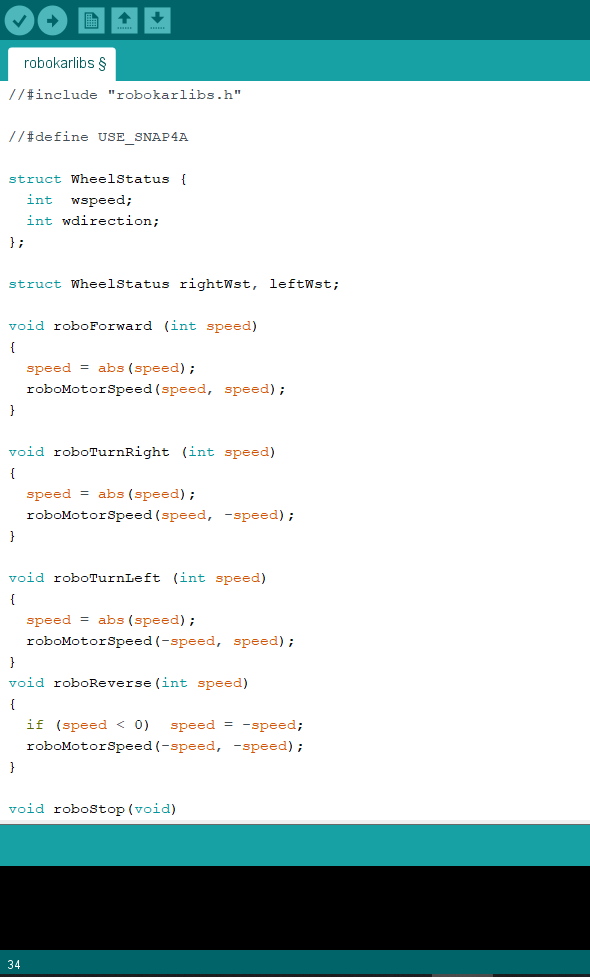 robokarlibs §
//#include "robokarlibs.h"
//#define USE_SNAP4A
struct WheelStatus {
  int  wspeed;
  int wdirection;
};
struct WheelStatus rightWst, leftWst;
void roboForward (int speed)
{
  speed = abs(speed);
  roboMotorSpeed(speed, speed);
}
void roboTurnRight (int speed)
{
  speed = abs(speed);
  roboMotorSpeed(speed, -speed);
}
void roboTurnLeft (int speed)
{
  speed = abs(speed);
  roboMotorSpeed(-speed, speed);
}
void roboReverse(int speed)
{
  if (speed < 0)  speed = -speed;
  roboMotorSpeed(-speed, -speed);
}
void roboStop(void)
34